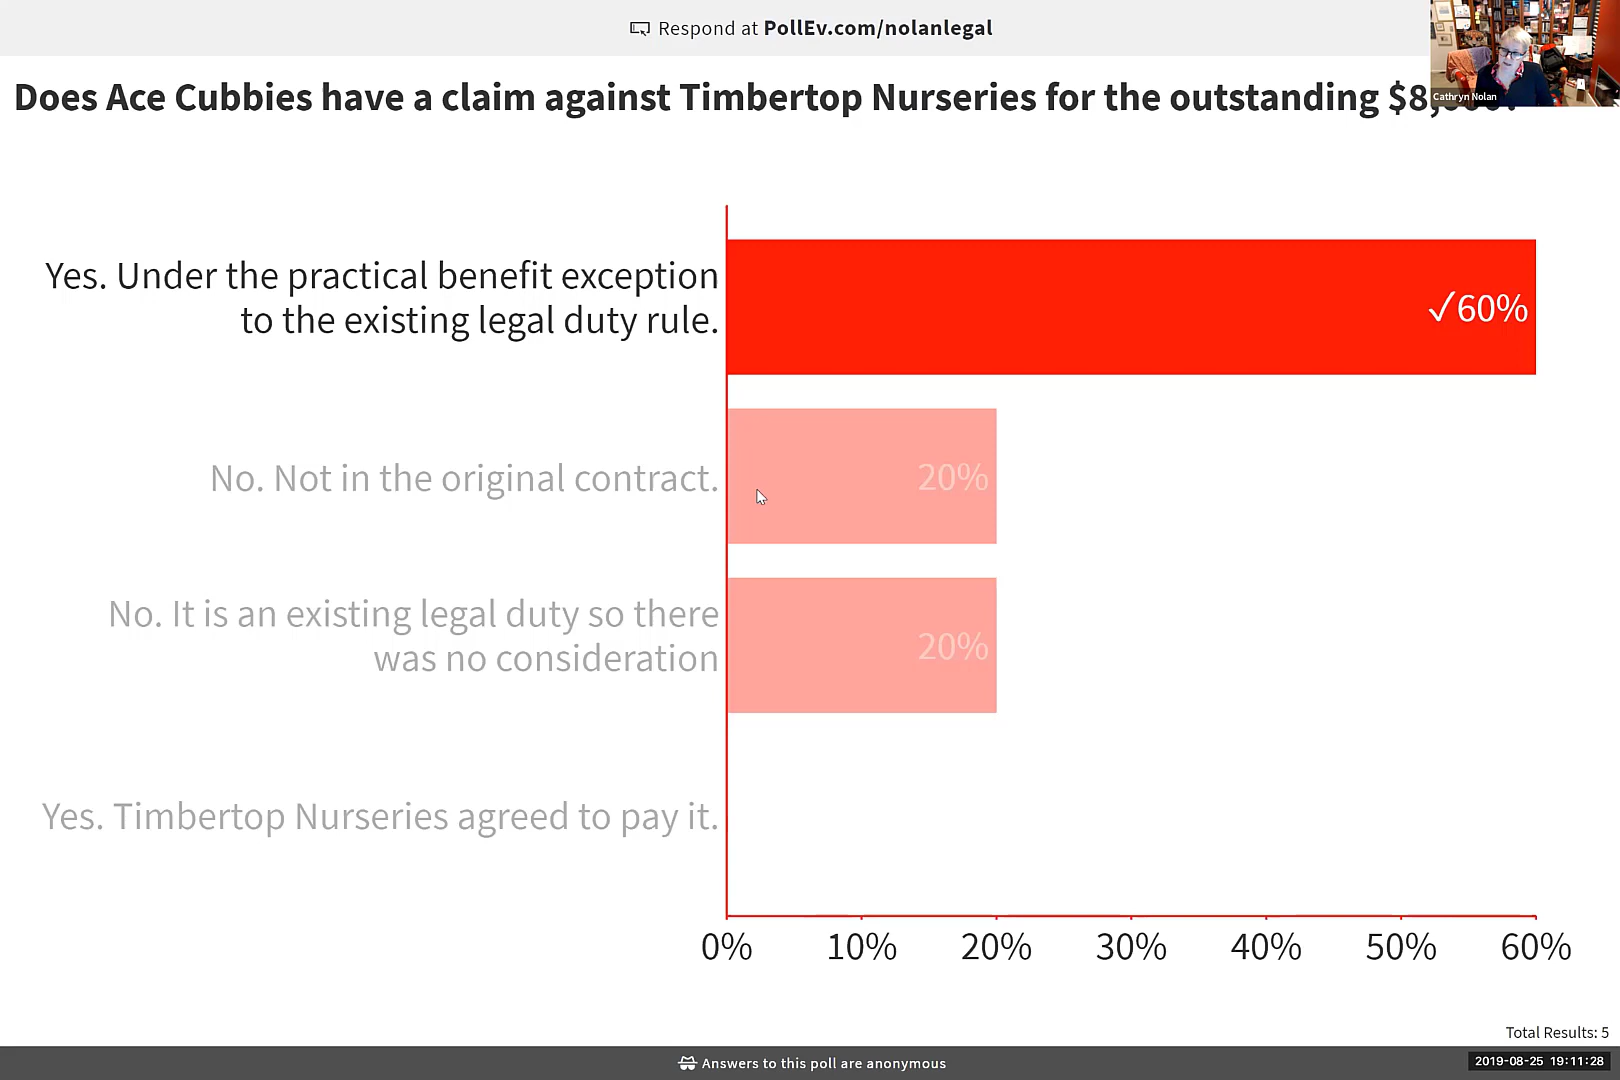 Respond at PollEv.com/nolanlegal
Cathryn Nolan
Does Ace Cubbies have a claim against Timbertop Nurseries for the outstanding
Yes. Under the practical benefit exception
to the existing legal duty rule.
✓60%
No. Not in the original contract.
20%
No. It is an existing legal duty so there
was no consideration
20%
Yes. Timbertop Nurseries agreed to pay it.
0% 10% 20% 30% 40% 50% 60%
Total Results: 5
Answers to this poll are anonymous
2019-08-25 19:11:28